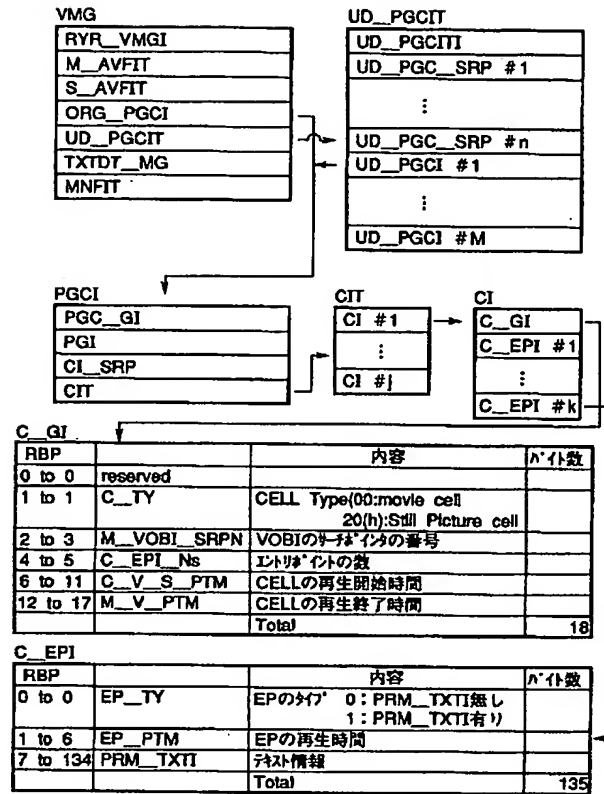 VMG
RYR_VMGI
M_AVFIT
S_AVFIT
ORG_PGCI
UD_PGCIT
TXTDT_MG
MNFIT
UD_PGCIT
UD_PGCITI
UD_PGC_SRP #1
⋮
UD_PGC_SRP #n
UD_PGCI #1
⋮
UD_PGCI #M
PGCI
PGC_GI
PGI
CI_SRP
CIT
CIT
CI #1
⋮
CI #j
CI
C_GI
C_EPI #1
⋮
C_EPI #k
C_GI
RBP 内容 バイト数
0 to 0 reserved
1 to 1 C_TY CELL Type(00:movie cell
20(h):Still Picture cell
2 to 3 M_VOBI_SRPN VOBIのサーチポインタの番号
4 to 5 C_EPI_Ns エントリポイントの数
6 to 11 C_V_S_PTM CELLの再生開始時間
12 to 17 M_V_PTM CELLの再生終了時間
Total 18
C_EPI
RBP 内容 バイト数
0 to 0 EP_TY EPのタイプ 0:PRM_TXTI無し
1:PRM_TXTI有り
1 to 6 EP_PTM EPの再生時間
7 to 134 PRM_TXTI テキスト情報
Total 135